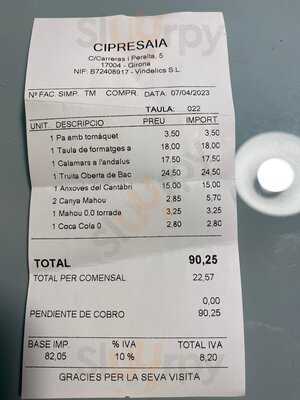 CIPRESAIA
C/Carreras i Peralta, 5
17004 - Girona
NIF: B72408917 - Vindelics S.L
Nº FAC. SIMP. TM COMPR. DATA: 07/04/2023
TAULA: 022
UNIT. DESCRIPCIO PREU IMPORT
1 Pa amb tomàquet 3,50 3,50
1 Taula de formatges a 18,00 18,00
1 Calamars a l'andalus 17,50 17,50
1 Truita Oberta de Bac 24,50 24,50
1 Anxoves del Cantàbri 15,00 15,00
2 Canya Mahou 2,85 5,70
1 Mahou 0,0 torrada 3,25 3,25
1 Coca Cola 0 2,80 2,80
TOTAL 90,25
TOTAL PER COMENSAL 22,57
0,00
PENDIENTE DE COBRO 90,25
BASE IMP. % IVA TOTAL IVA
82,05 10 % 8,20
GRACIES PER LA SEVA VISITA